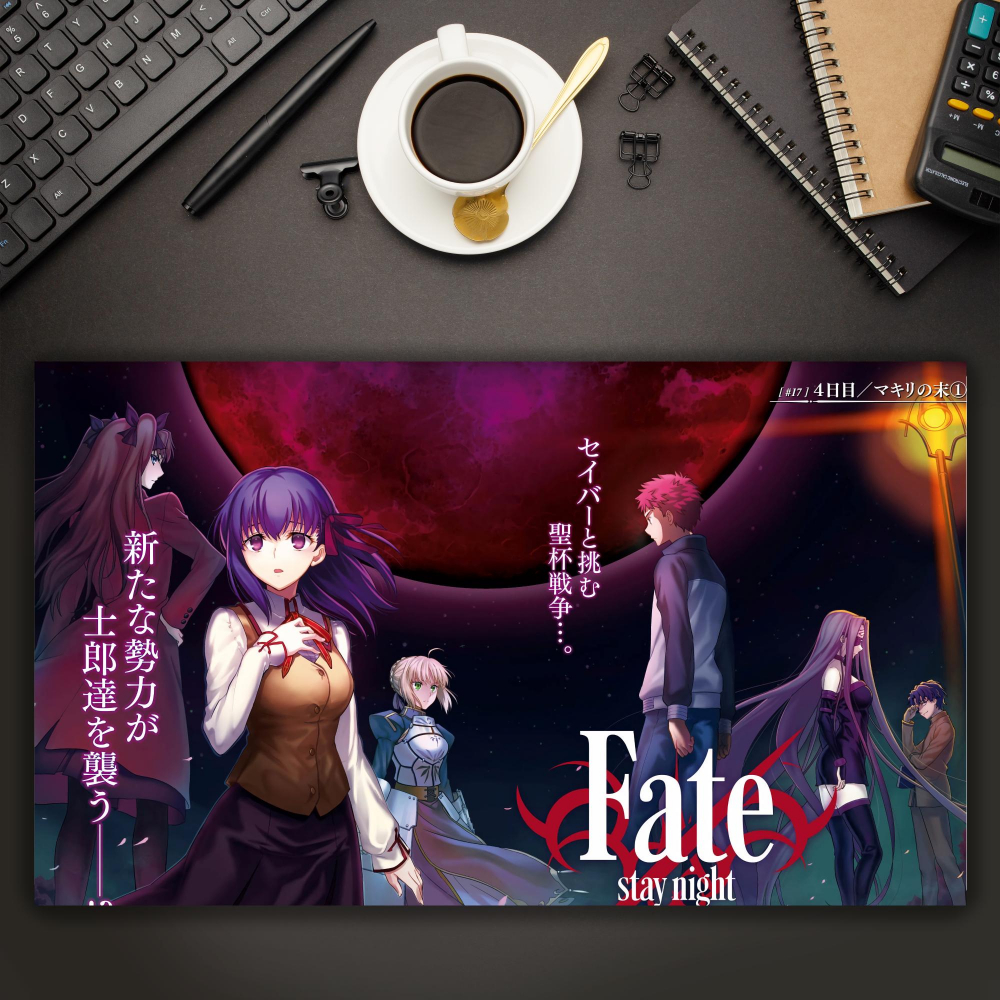 [ #17 ] 4日目／マキリの末①
セイバーと挑む
聖杯戦争…。
新たな勢力が
士郎達を襲う――!?
Fate
stay night